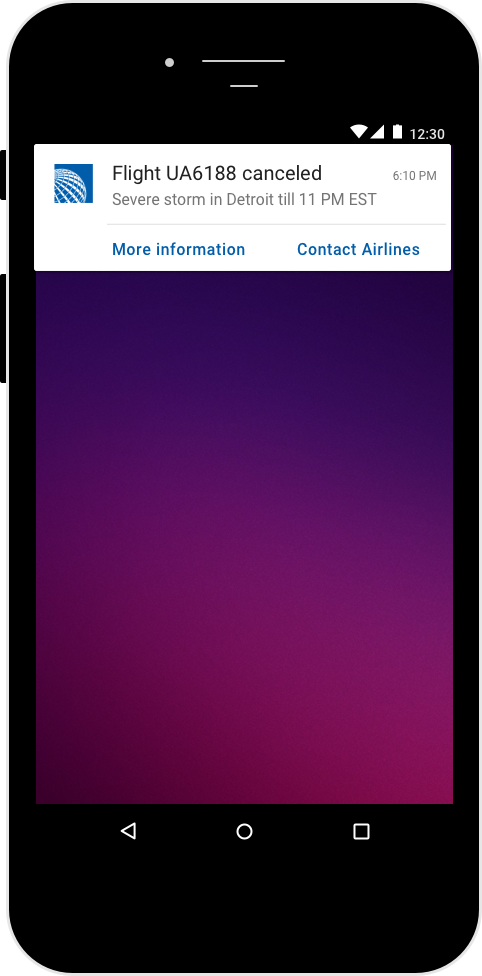 12:30
Flight UA6188 canceled
6:10 PM
Severe storm in Detroit till 11 PM EST
More information
Contact Airlines